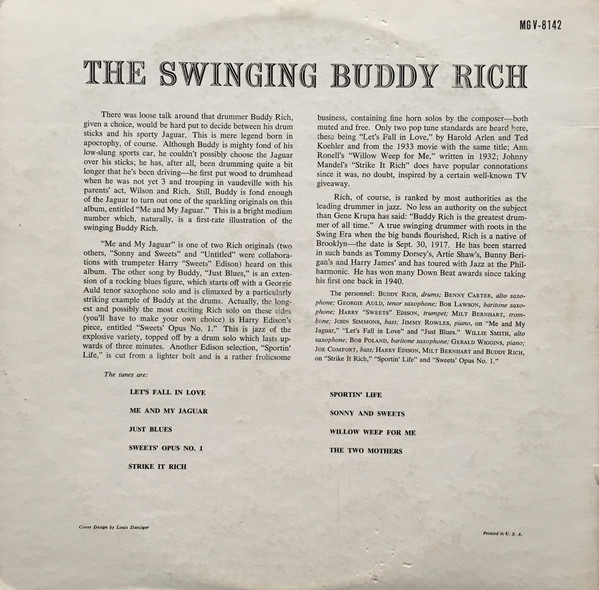 MG V-8142
THE SWINGING BUDDY RICH
There was loose talk around that drummer Buddy Rich,
given a choice, would be hard put to decide between his drum
sticks and his sporty Jaguar. This is mere legend born in
apocrophy, of course. Although Buddy is mighty fond of his
low-slung sports car, he couldn't possibly choose the Jaguar
over his sticks; he has, after all, been drumming quite a bit
longer that he's been driving—he first put wood to drumhead
when he was not yet 3 and trouping in vaudeville with his
parents' act, Wilson and Rich. Still, Buddy is fond enough
of the Jaguar to turn out one of the sparkling originals on this
album, entitled "Me and My Jaguar." This is a bright medium
number which, naturally, is a first-rate illustration of the
swinging Buddy Rich.
"Me and My Jaguar" is one of two Rich originals (two
others, "Sonny and Sweets" and "Untitled" were collabora-
tions with trumpeter Harry "Sweets" Edison) heard on this
album. The other song by Buddy, "Just Blues," is an exten-
sion of a rocking blues figure, which starts off with a Georgie
Auld tenor saxophone solo and is climaxed by a particularly
striking example of Buddy at the drums. Actually, the long-
est and possibly the most exciting Rich solo on these sides
(you'll have to make your own choice) is Harry Edison's
piece, entitled "Sweets' Opus No. 1." This is jazz of the
explosive variety, topped off by a drum solo which lasts up-
wards of three minutes. Another Edison selection, "Sportin'
Life," is cut from a lighter bolt and is a rather frolicsome
business, containing fine horn solos by the composer—both
muted and free. Only two pop tune standards are heard here,
these being "Let's Fall in Love," by Harold Arlen and Ted
Koehler and from the 1933 movie with the same title; Ann
Ronell's "Willow Weep for Me," written in 1932; Johnny
Mandel's "Strike It Rich" does have popular connotations
since it was, no doubt, inspired by a certain well-known TV
giveaway.
Rich, of course, is ranked by most authorities as the
leading drummer in jazz. No less an authority on the subject
than Gene Krupa has said: "Buddy Rich is the greatest drum-
mer of all time." A true swinging drummer with roots in the
Swing Era when the big bands flourished, Rich is a native of
Brooklyn—the date is Sept. 30, 1917. He has been starred
in such bands as Tommy Dorsey's, Artie Shaw's, Bunny Beri-
gan's and Harry James' and has toured with Jazz at the Phil-
harmonic. He has won many Down Beat awards since taking
his first one back in 1940.
The personnel: BUDDY RICH, drums; BENNY CARTER, alto saxo-
phone; GEORGIE AULD, tenor saxophone; BOB LAWSON, baritone saxo-
phone; HARRY "SWEETS" EDISON, trumpet; MILT BERNHART, trom-
bone; JOHN SIMMONS, bass; JIMMY ROWLES, piano, on "Me and My
Jaguar," "Let's Fall in Love" and "Just Blues." WILLIE SMITH, alto
saxophone; BOB POLAND, baritone saxophone; GERALD WIGGINS, piano;
JOE COMFORT, bass; HARRY EDISON, MILT BERNHART and BUDDY RICH,
on "Strike It Rich," "Sportin' Life" and "Sweets' Opus No. 1."
The tunes are:
LET'S FALL IN LOVE
ME AND MY JAGUAR
JUST BLUES
SWEETS' OPUS NO. 1
STRIKE IT RICH
SPORTIN' LIFE
SONNY AND SWEETS
WILLOW WEEP FOR ME
THE TWO MOTHERS
Cover Design by Louis Danziger
Printed in U. S. A.